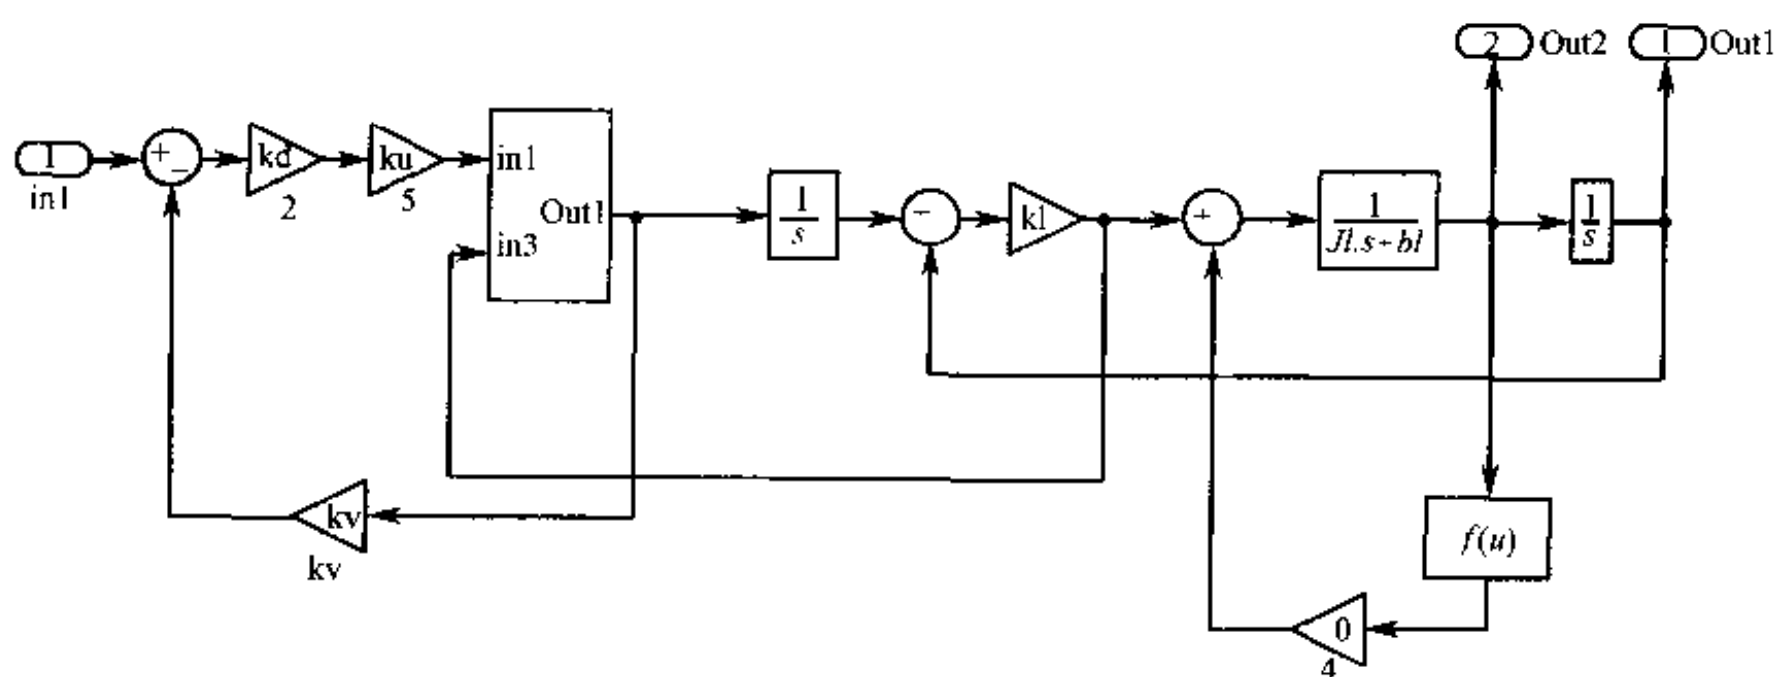 2 Out2
1 Out1
1
in1
+
−
kd
2
ku
5
in1
Out1
in3
1
s
−
kl
+
1
Jl.s+bl
1
s
kv
kv
f(u)
0
4